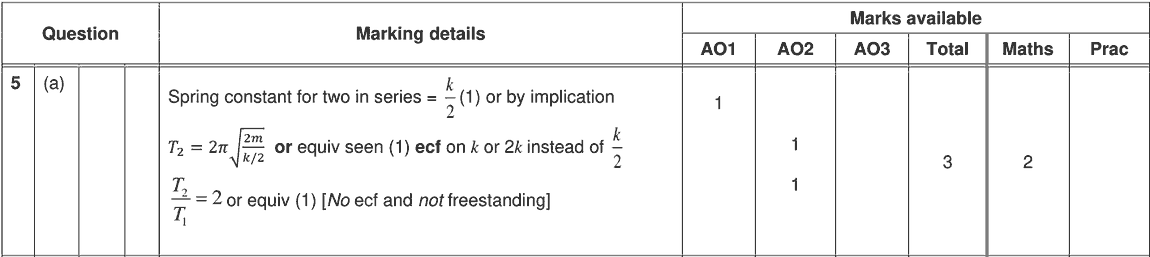 Question Marking details Marks available
AO1 AO2 AO3 Total Maths Prac
5 (a)
Spring constant for two in series = k/2 (1) or by implication 1
T₂ = 2π√(2m/(k/2)) or equiv seen (1) ecf on k or 2k instead of k/2 1
3 2
T₂/T₁ = 2 or equiv (1) [No ecf and not freestanding] 1